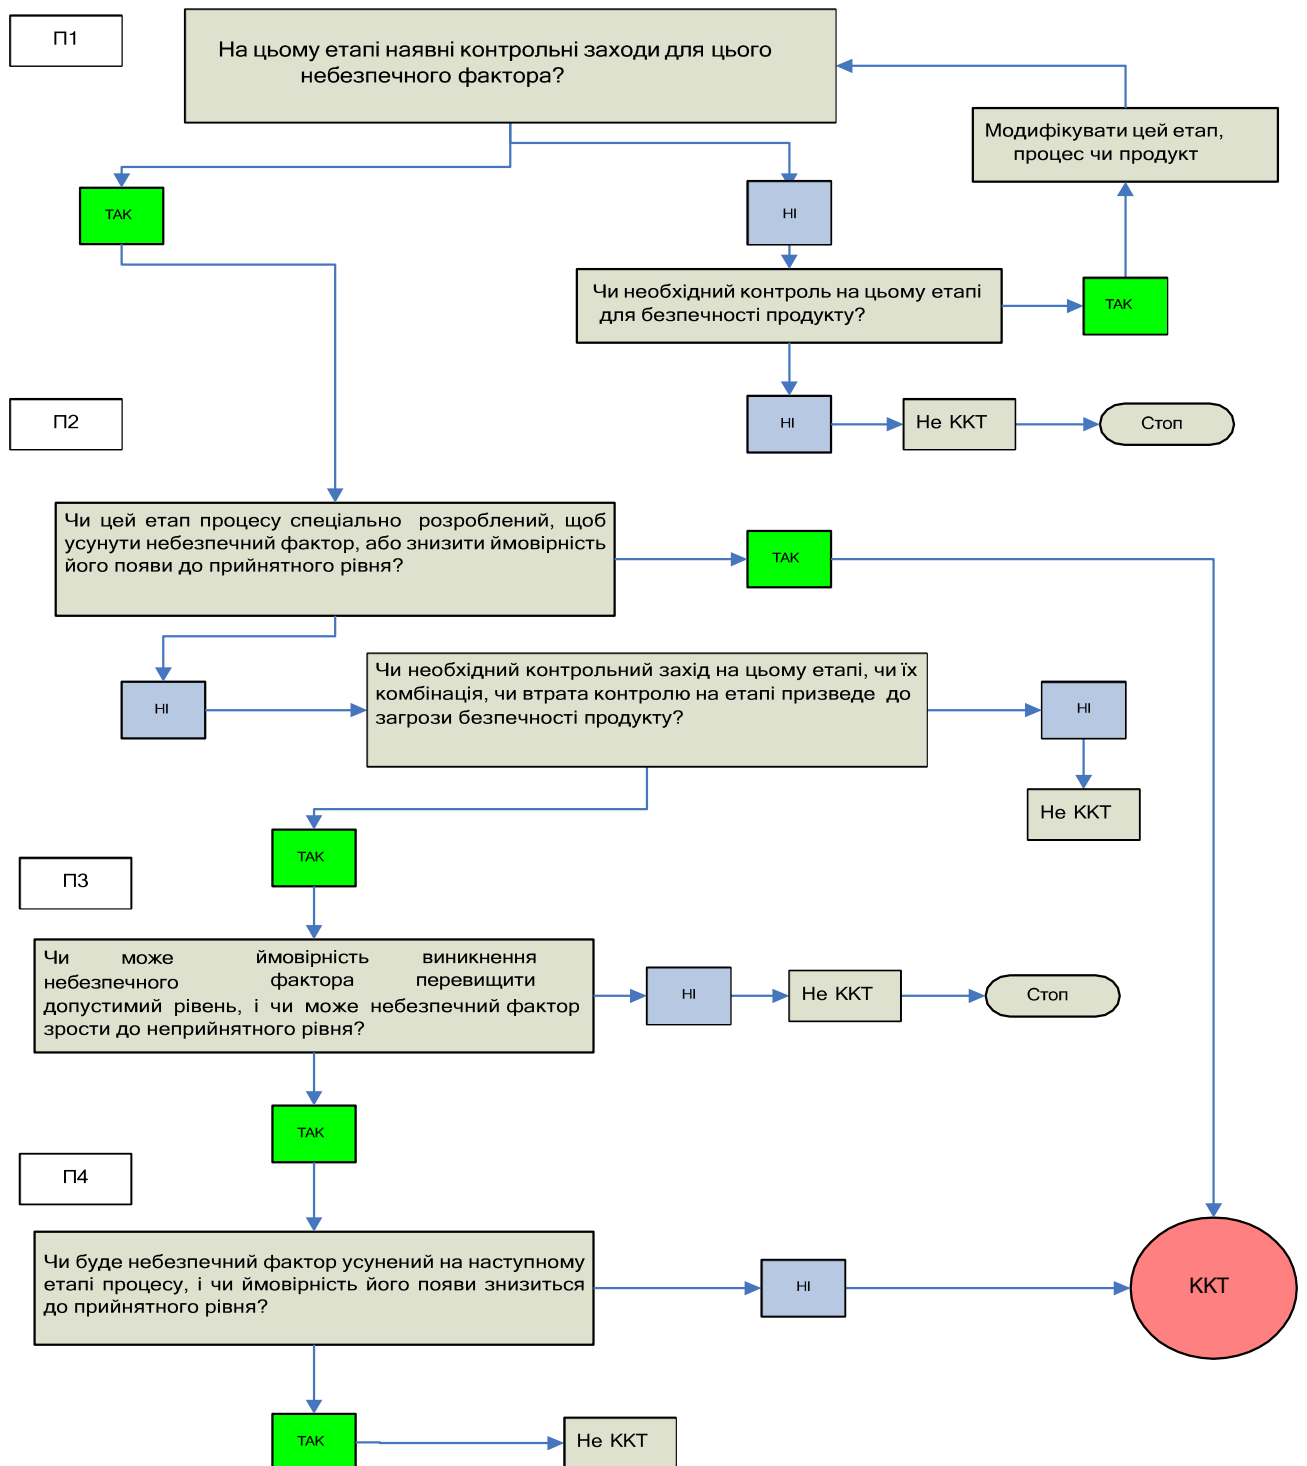 П1
На цьому етапі наявні контрольні заходи для цього
небезпечного фактора?
Модифікувати цей етап,
процес чи продукт
ТАК
НІ
Чи необхідний контроль на цьому етапі
для безпечності продукту?
ТАК
П2
НІ
Не ККТ
Стоп
Чи цей етап процесу спеціально розроблений, щоб
усунути небезпечний фактор, або знизити ймовірність
його появи до прийнятного рівня?
ТАК
НІ
Чи необхідний контрольний захід на цьому етапі, чи їх
комбінація, чи втрата контролю на етапі призведе до
загрози безпечності продукту?
НІ
Не ККТ
ТАК
П3
Чи може ймовірність виникнення
небезпечного фактора перевищити
допустимий рівень, і чи може небезпечний фактор
зрости до неприйнятного рівня?
НІ
Не ККТ
Стоп
ТАК
П4
Чи буде небезпечний фактор усунений на наступному
етапі процесу, і чи ймовірність його появи знизиться
до прийнятного рівня?
НІ
ККТ
ТАК
Не ККТ